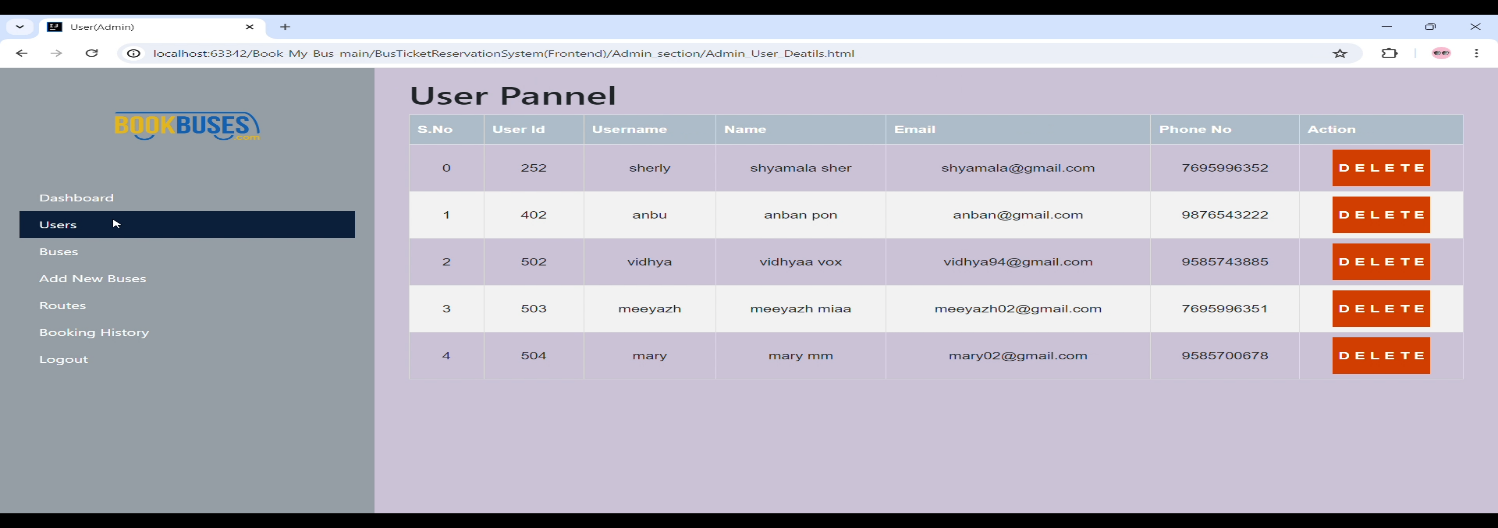 User(Admin)
localhost:63342/Book My Bus main/BusTicketReservationSystem(Frontend)/Admin_section/Admin_User_Deatils.html
BOOKBUSES
.com
Dashboard
Users
Buses
Add New Buses
Routes
Booking History
Logout
User Pannel
S.No User Id Username Name Email Phone No Action
0 252 sherly shyamala sher shyamala@gmail.com 7695996352 DELETE
1 402 anbu anban pon anban@gmail.com 9876543222 DELETE
2 502 vidhya vidhyaa vox vidhya94@gmail.com 9585743885 DELETE
3 503 meeyazh meeyazh miaa meeyazh02@gmail.com 7695996351 DELETE
4 504 mary mary mm mary02@gmail.com 9585700678 DELETE